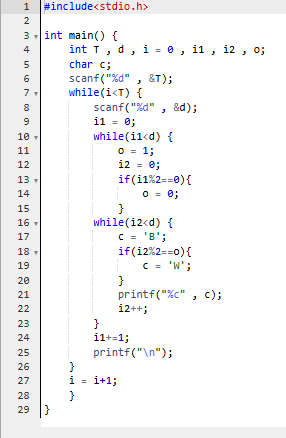 1 #include<stdio.h>
2
3 int main() {
4     int T , d , i = 0 , i1 , i2 , o;
5     char c;
6     scanf("%d" , &T);
7     while(i<T) {
8         scanf("%d" , &d);
9         i1 = 0;
10         while(i1<d) {
11             o = 1;
12             i2 = 0;
13             if(i1%2==0){
14                 o = 0;
15             }
16         while(i2<d) {
17             c = 'B';
18             if(i2%2==o){
19                 c = 'W';
20             }
21             printf("%c" , c);
22             i2++;
23         }
24         i1+=1;
25         printf("\n");
26     }
27     i = i+1;
28     }
29 }